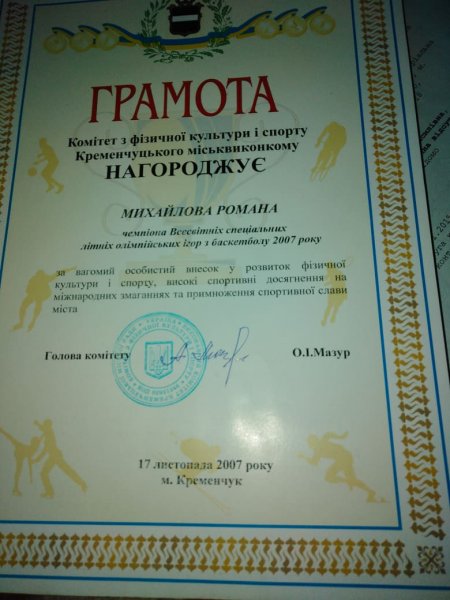 ГРАМОТА
Комітет з фізичної культури і спорту
Кременчуцького міськвиконкому
НАГОРОДЖУЄ
МИХАЙЛОВА РОМАНА
чемпіона Всесвітніх спеціальних
літніх олімпійських ігор з баскетболу 2007 року
за вагомий особистий внесок у розвиток фізичної
культури і спорту, високі спортивні досягнення на
міжнародних змаганнях та примноження спортивної слави
міста
Голова комітету
О.І.Мазур
17 листопада 2007 року
м. Кременчук